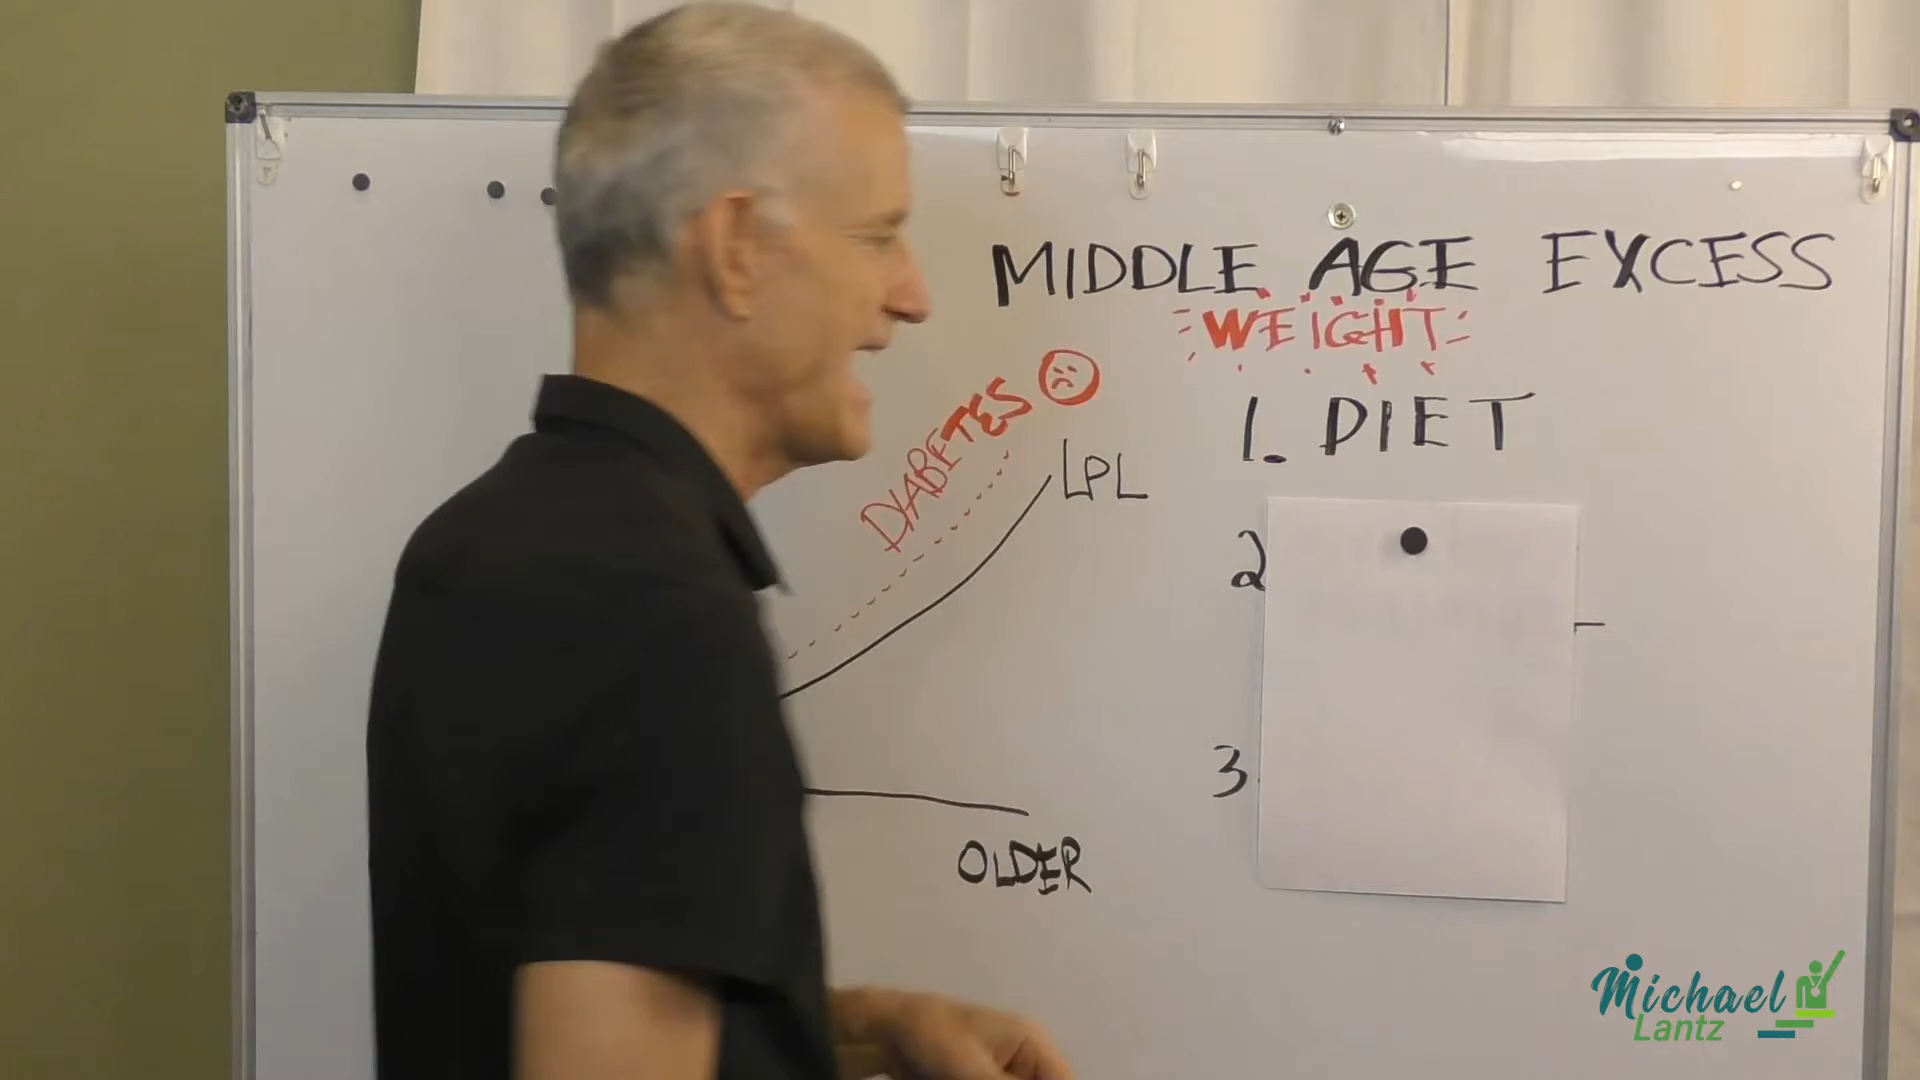 MIDDLE AGE EXCESS
WEIGHT
DIABETES
LPL
1. DIET
2
3
OLDER
Michael
Lantz